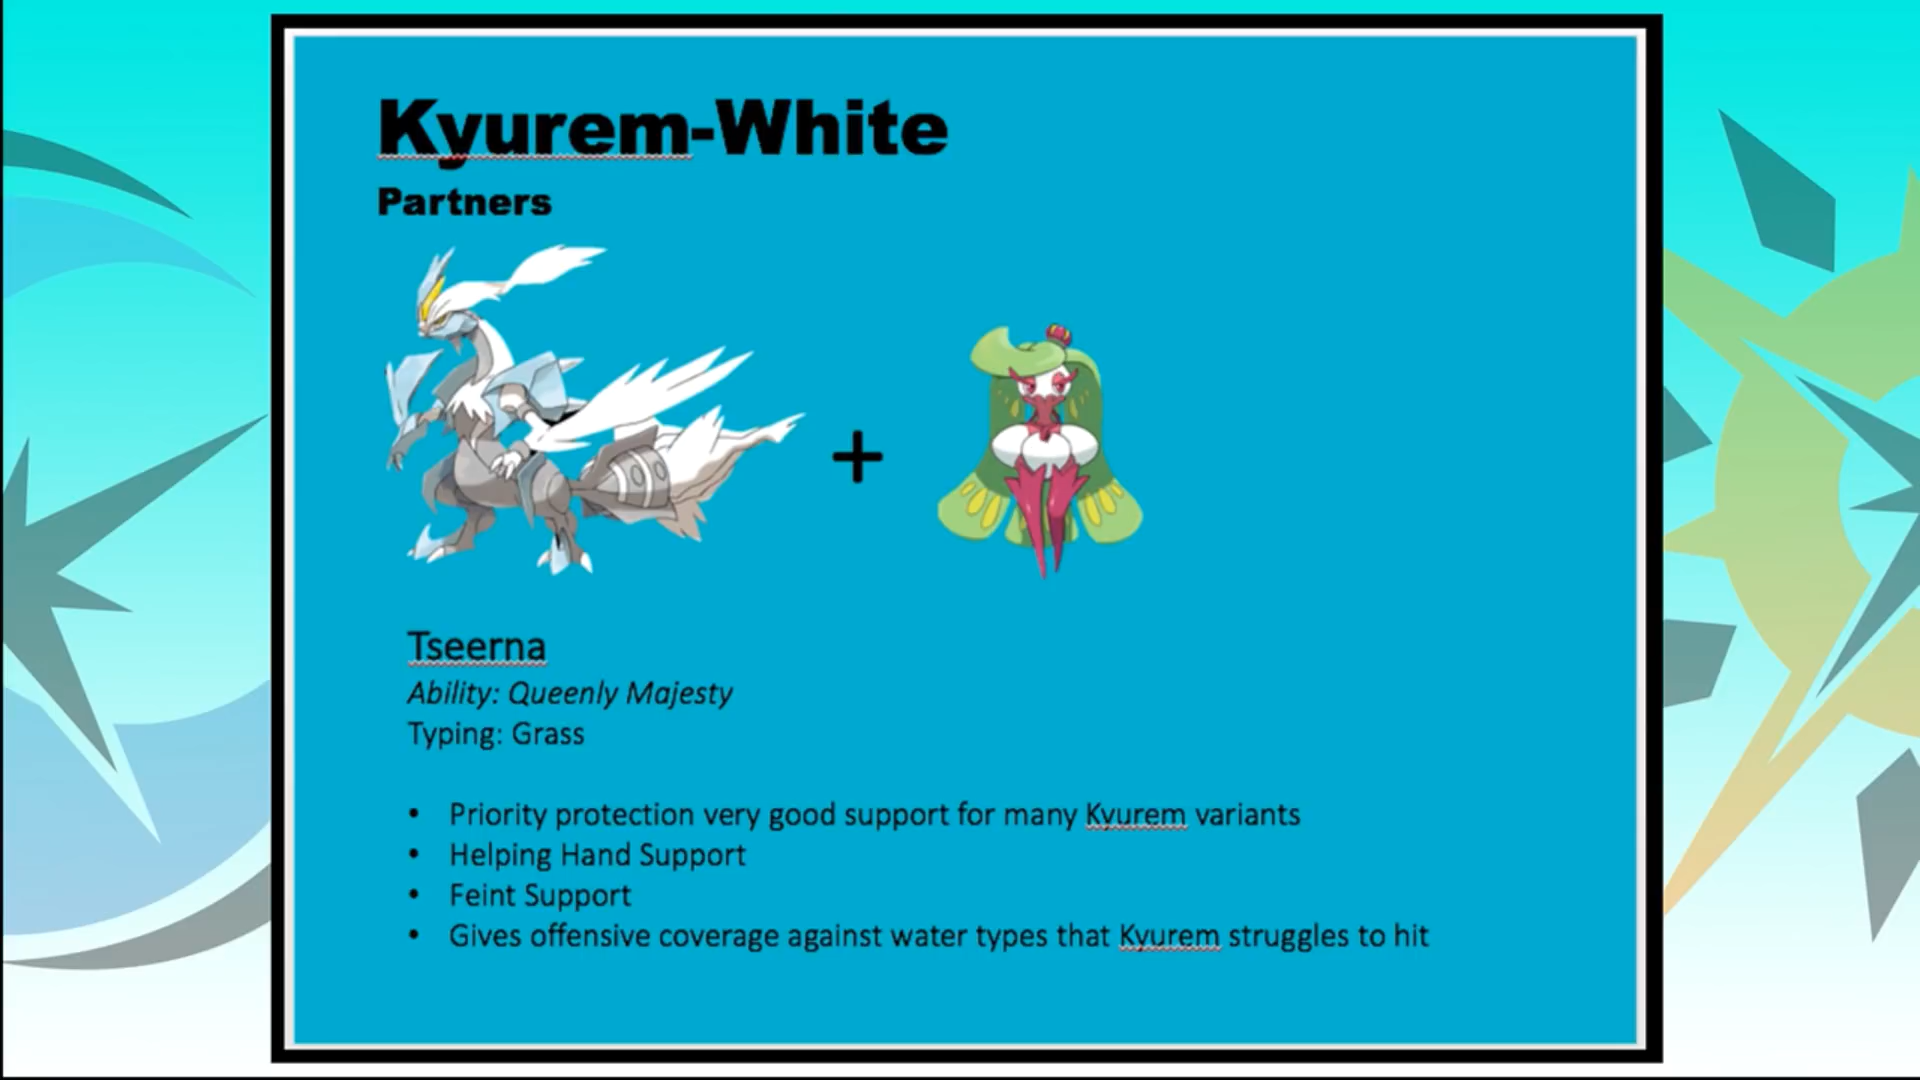 Kyurem-White
Partners
+
Tseerna
Ability: Queenly Majesty
Typing: Grass
• Priority protection very good support for many Kyurem variants
• Helping Hand Support
• Feint Support
• Gives offensive coverage against water types that Kyurem struggles to hit